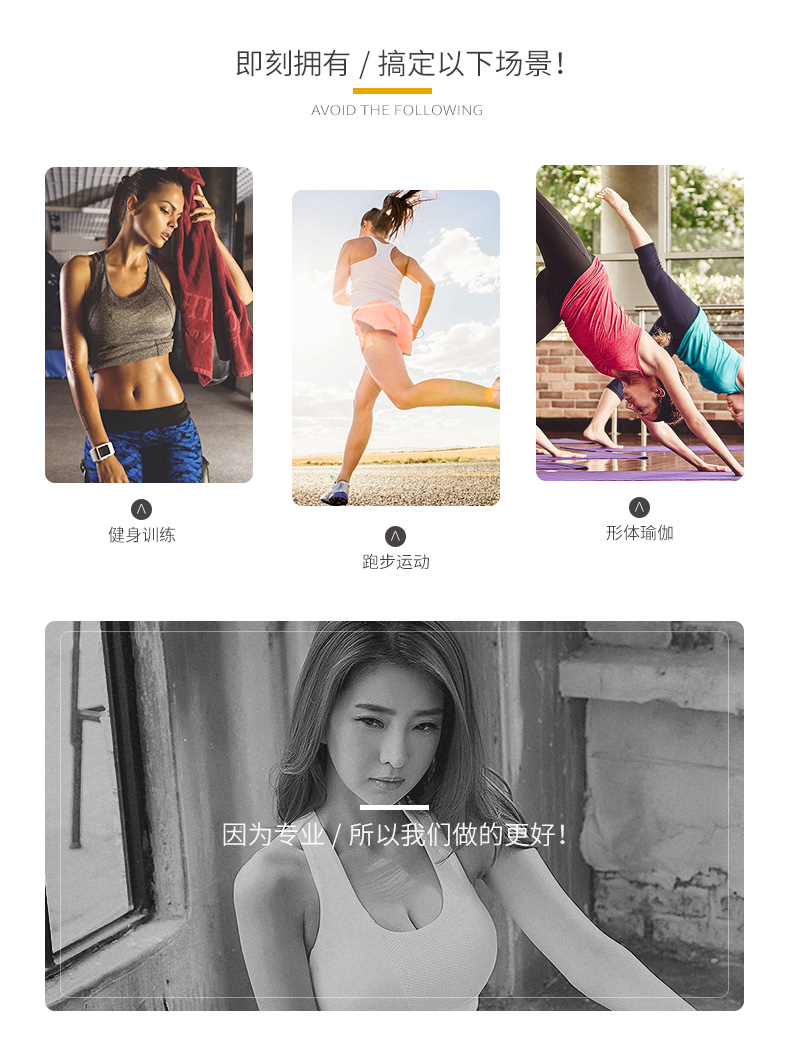 即刻拥有 / 搞定以下场景！
AVOID THE FOLLOWING
健身训练
跑步运动
形体瑜伽
因为专业 / 所以我们做的更好！